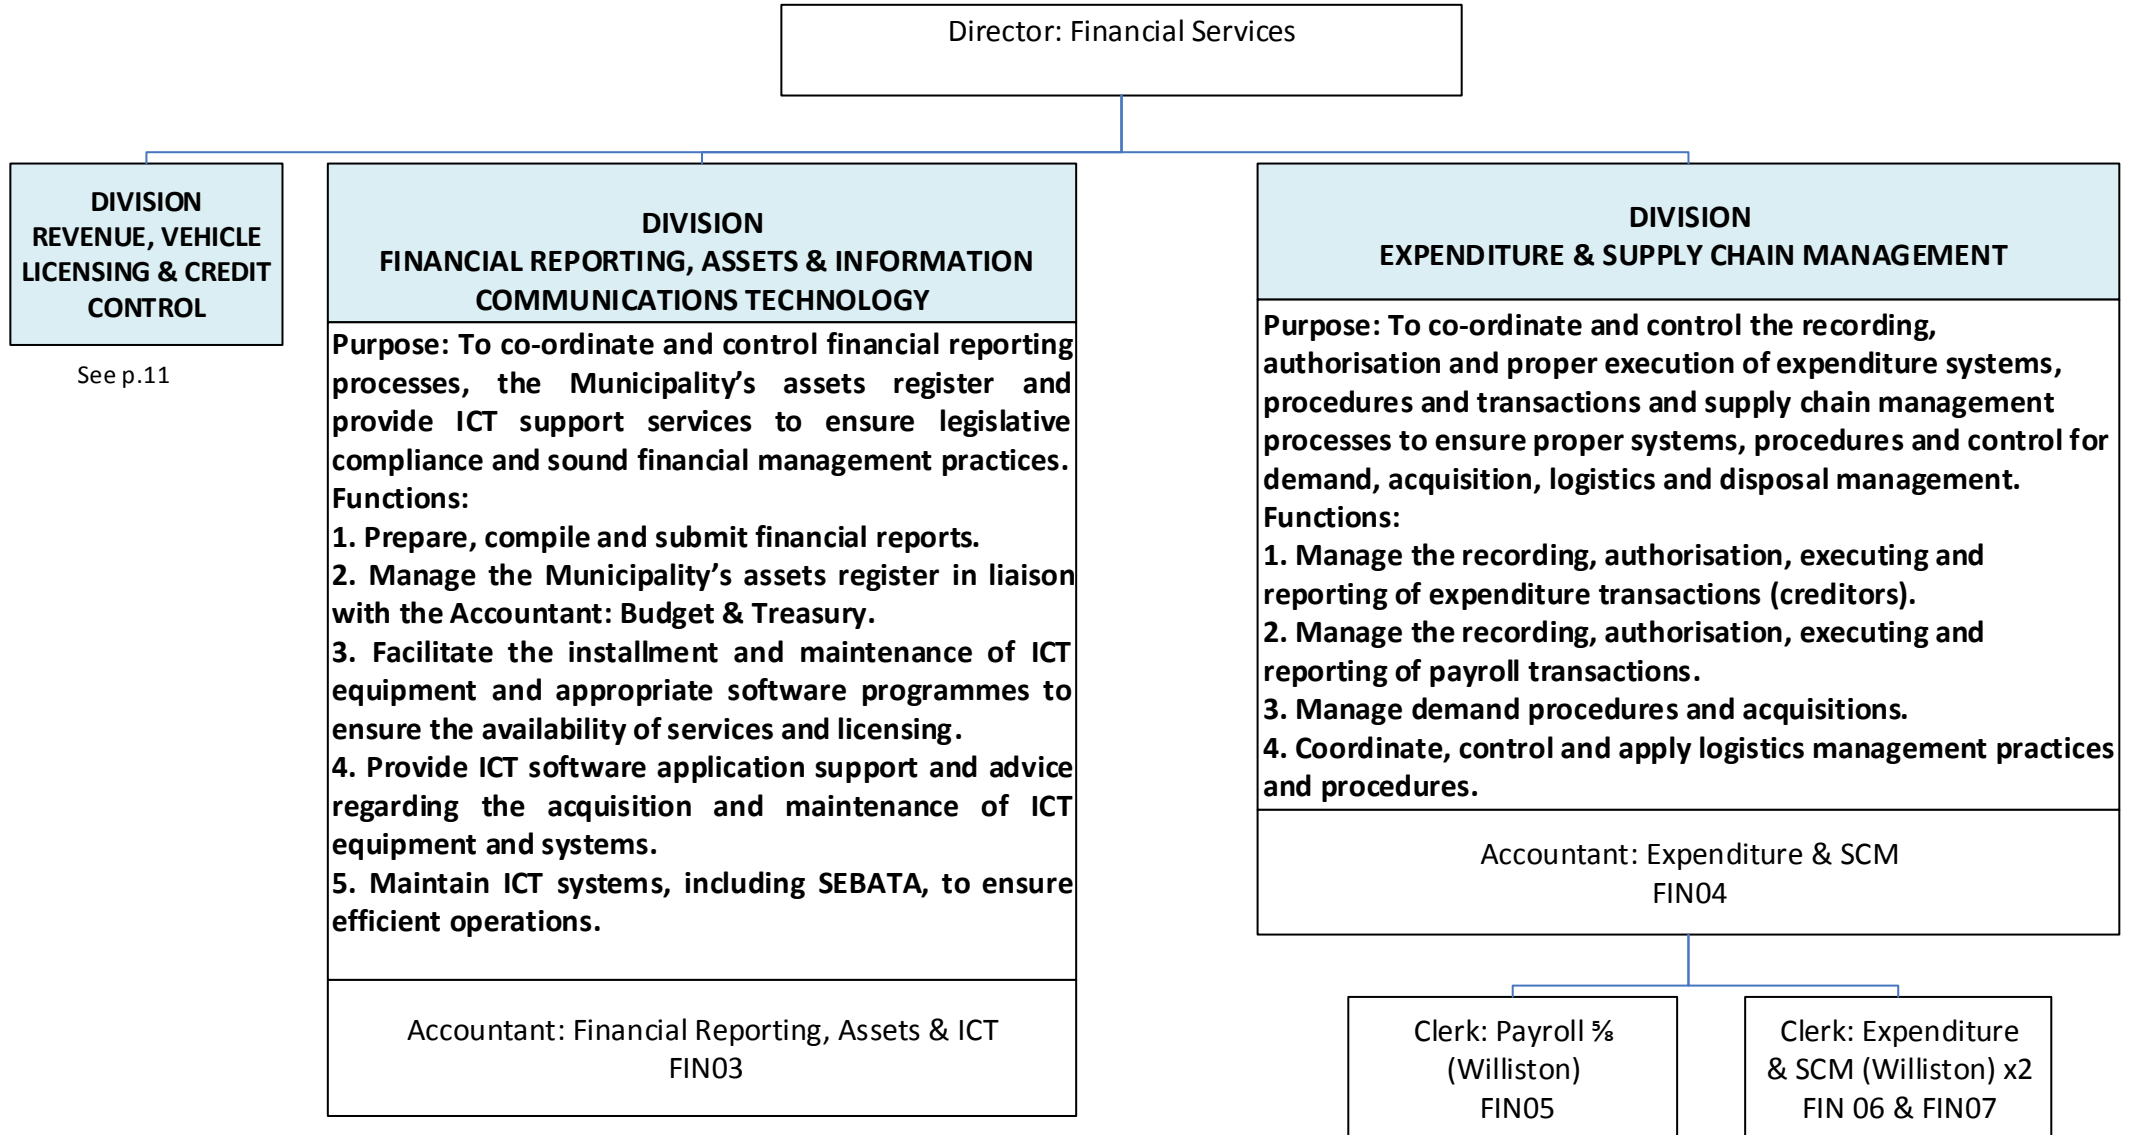 Director: Financial Services
DIVISION
REVENUE, VEHICLE
LICENSING & CREDIT
CONTROL
See p.11
DIVISION
FINANCIAL REPORTING, ASSETS & INFORMATION
COMMUNICATIONS TECHNOLOGY
Purpose: To co-ordinate and control financial reporting
processes, the Municipality’s assets register and
provide ICT support services to ensure legislative
compliance and sound financial management practices.
Functions:
1. Prepare, compile and submit financial reports.
2. Manage the Municipality’s assets register in liaison
with the Accountant: Budget & Treasury.
3. Facilitate the installment and maintenance of ICT
equipment and appropriate software programmes to
ensure the availability of services and licensing.
4. Provide ICT software application support and advice
regarding the acquisition and maintenance of ICT
equipment and systems.
5. Maintain ICT systems, including SEBATA, to ensure
efficient operations.
Accountant: Financial Reporting, Assets & ICT
FIN03
DIVISION
EXPENDITURE & SUPPLY CHAIN MANAGEMENT
Purpose: To co-ordinate and control the recording,
authorisation and proper execution of expenditure systems,
procedures and transactions and supply chain management
processes to ensure proper systems, procedures and control for
demand, acquisition, logistics and disposal management.
Functions:
1. Manage the recording, authorisation, executing and
reporting of expenditure transactions (creditors).
2. Manage the recording, authorisation, executing and
reporting of payroll transactions.
3. Manage demand procedures and acquisitions.
4. Coordinate, control and apply logistics management practices
and procedures.
Accountant: Expenditure & SCM
FIN04
Clerk: Payroll ⅝
(Williston)
FIN05
Clerk: Expenditure
& SCM (Williston) x2
FIN 06 & FIN07